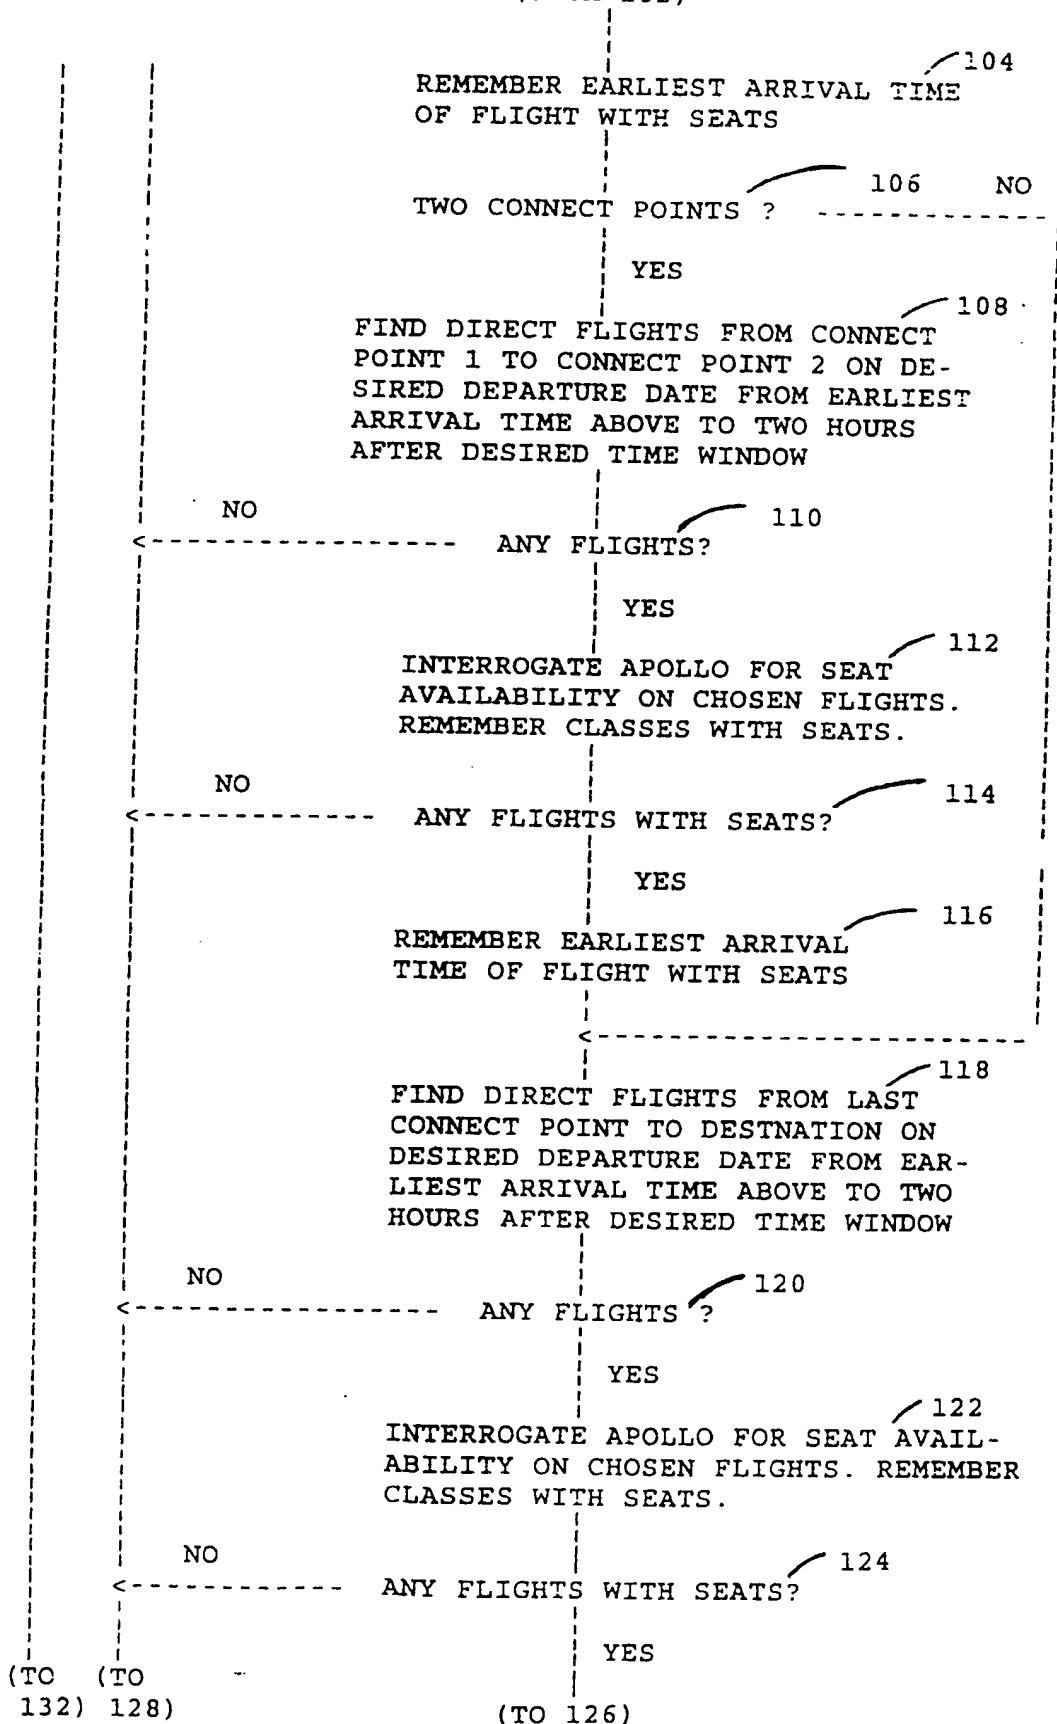 104
REMEMBER EARLIEST ARRIVAL TIME
OF FLIGHT WITH SEATS
106 NO
TWO CONNECT POINTS ?
YES
108
FIND DIRECT FLIGHTS FROM CONNECT
POINT 1 TO CONNECT POINT 2 ON DE-
SIRED DEPARTURE DATE FROM EARLIEST
ARRIVAL TIME ABOVE TO TWO HOURS
AFTER DESIRED TIME WINDOW
NO 110
ANY FLIGHTS?
YES
112
INTERROGATE APOLLO FOR SEAT
AVAILABILITY ON CHOSEN FLIGHTS.
REMEMBER CLASSES WITH SEATS.
NO 114
ANY FLIGHTS WITH SEATS?
YES
116
REMEMBER EARLIEST ARRIVAL
TIME OF FLIGHT WITH SEATS
118
FIND DIRECT FLIGHTS FROM LAST
CONNECT POINT TO DESTNATION ON
DESIRED DEPARTURE DATE FROM EAR-
LIEST ARRIVAL TIME ABOVE TO TWO
HOURS AFTER DESIRED TIME WINDOW
NO 120
ANY FLIGHTS ?
YES
122
INTERROGATE APOLLO FOR SEAT AVAIL-
ABILITY ON CHOSEN FLIGHTS. REMEMBER
CLASSES WITH SEATS.
NO 124
ANY FLIGHTS WITH SEATS?
YES
(TO (TO
132) 128)
(TO 126)